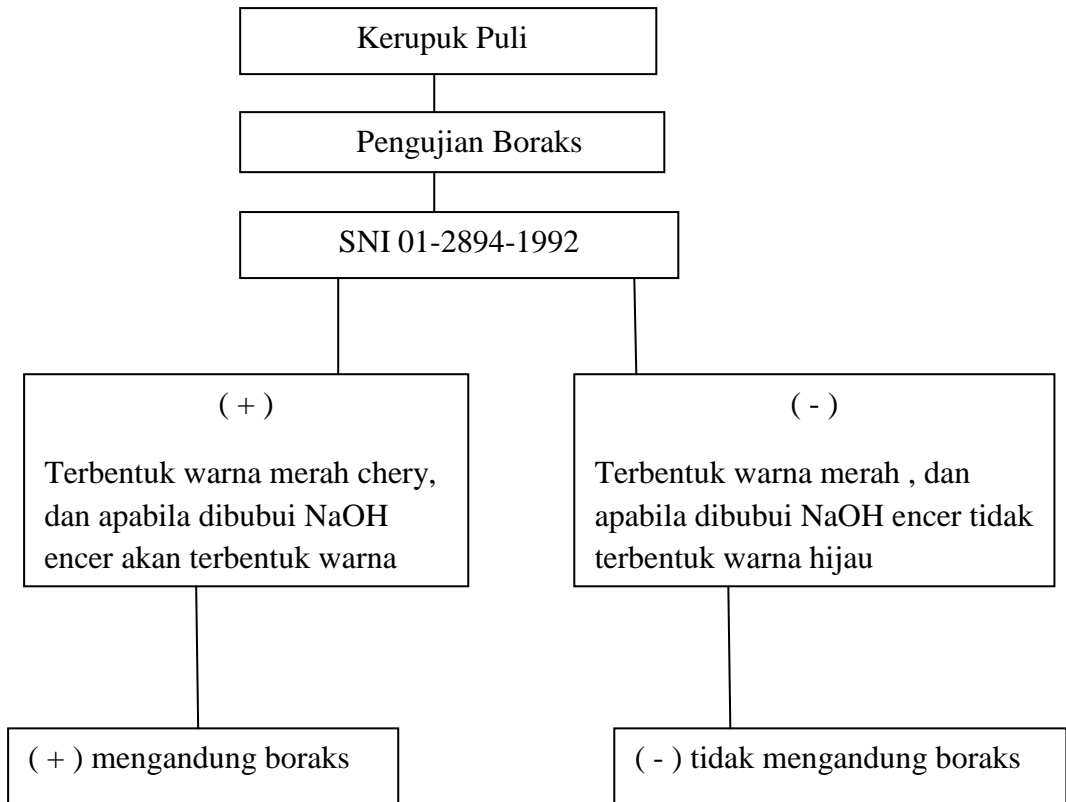 Kerupuk Puli
Pengujian Boraks
SNI 01-2894-1992
( + )
Terbentuk warna merah chery,
dan apabila dibubui NaOH
encer akan terbentuk warna
( - )
Terbentuk warna merah , dan
apabila dibubui NaOH encer tidak
terbentuk warna hijau
( + ) mengandung boraks
( - ) tidak mengandung boraks